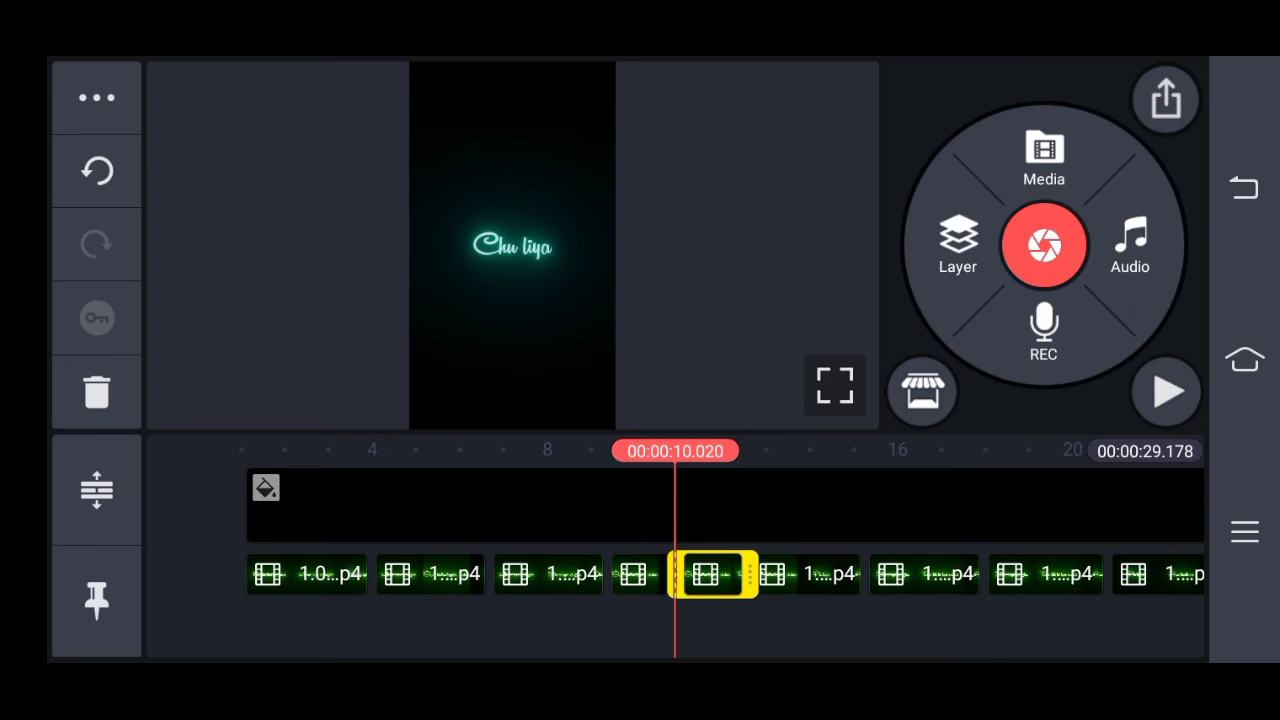 Media
Layer
Audio
REC
Chu liya
4
8
00:00:10.020
16
20
00:00:29.178
1.0..p4
1....p4
1....p4
1....p4
1....p4
1....p4
1....p